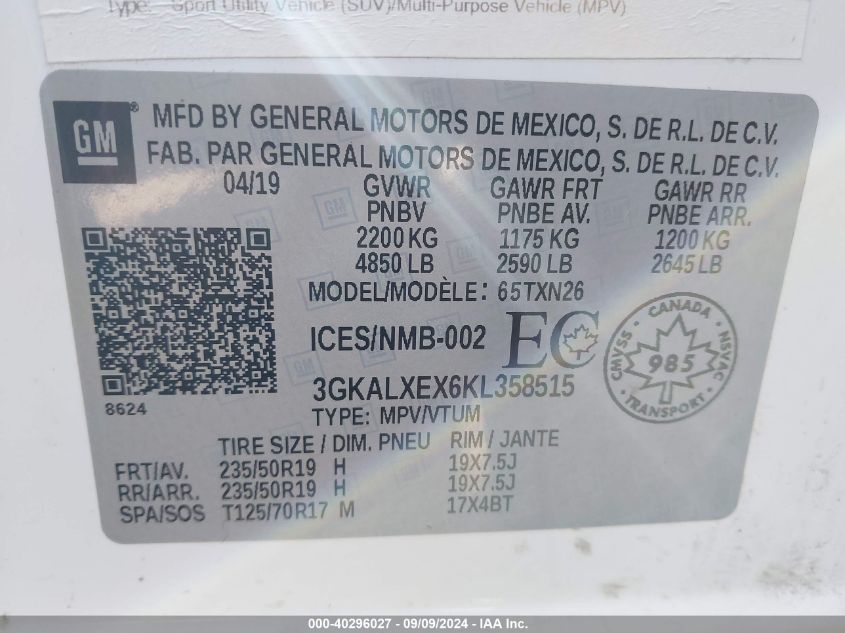 Type: Sport Utility Vehicle (SUV)/Multi-Purpose Vehicle (MPV)
GM® MFD BY GENERAL MOTORS DE MEXICO, S. DE R.L. DE C.V.
FAB. PAR GENERAL MOTORS DE MEXICO, S. DE R.L. DE C.V.
04/19 GVWR GAWR FRT GAWR RR
PNBV PNBE AV. PNBE ARR.
2200 KG 1175 KG 1200 KG
4850 LB 2590 LB 2645 LB
MODEL/MODÈLE: 65TXN26
ICES/NMB-002 EC
CANADA
CMVSS 985 NSVAC
TRANSPORT
3GKALXEX6KL358515
8624
TYPE: MPV/VTUM
TIRE SIZE / DIM. PNEU RIM / JANTE
FRT/AV. 235/50R19 H 19X7.5J
RR/ARR. 235/50R19 H 19X7.5J
SPA/SOS T125/70R17 M 17X4BT
000-40296027 - 09/09/2024 - IAA Inc.